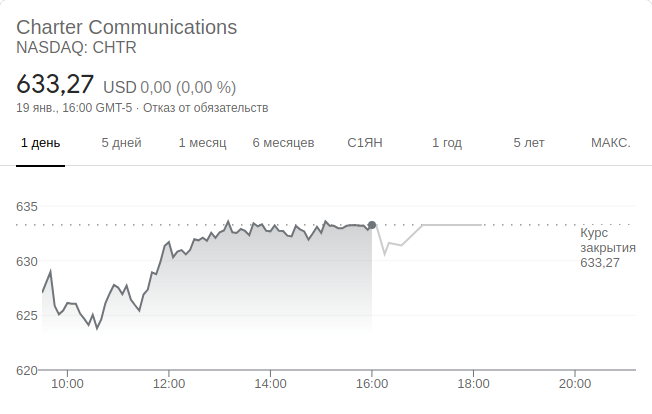 Charter Communications
NASDAQ: CHTR
633,27 USD 0,00 (0,00 %)
19 янв., 16:00 GMT-5 · Отказ от обязательств
1 день 5 дней 1 месяц 6 месяцев С1ЯН 1 год 5 лет МАКС.
635
630
625
620
Курс
закрытия
633,27
10:00 12:00 14:00 16:00 18:00 20:00